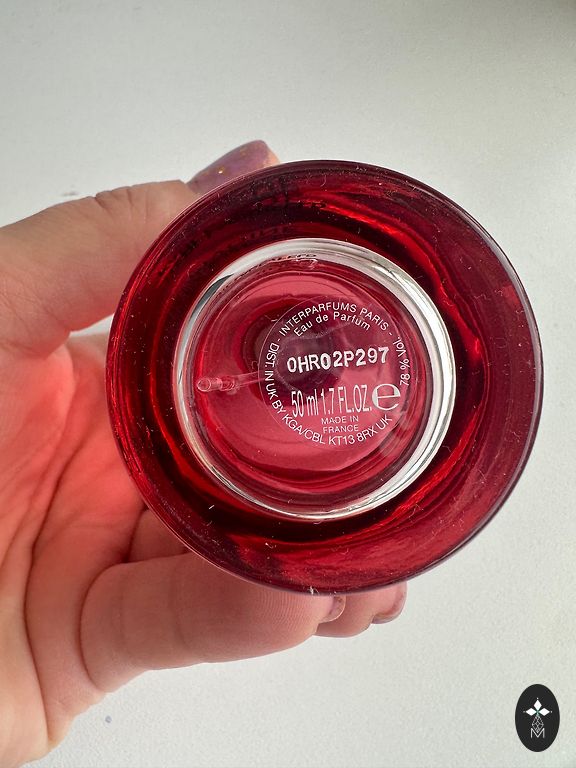 - INTERPARFUMS PARIS -
Eau de Parfum
0HR02P297
50 ml 1.7 FL.OZ. e
MADE IN
FRANCE
- DIST. IN UK BY KGA/CBL KT13 8RX UK
78 % Vol.
M